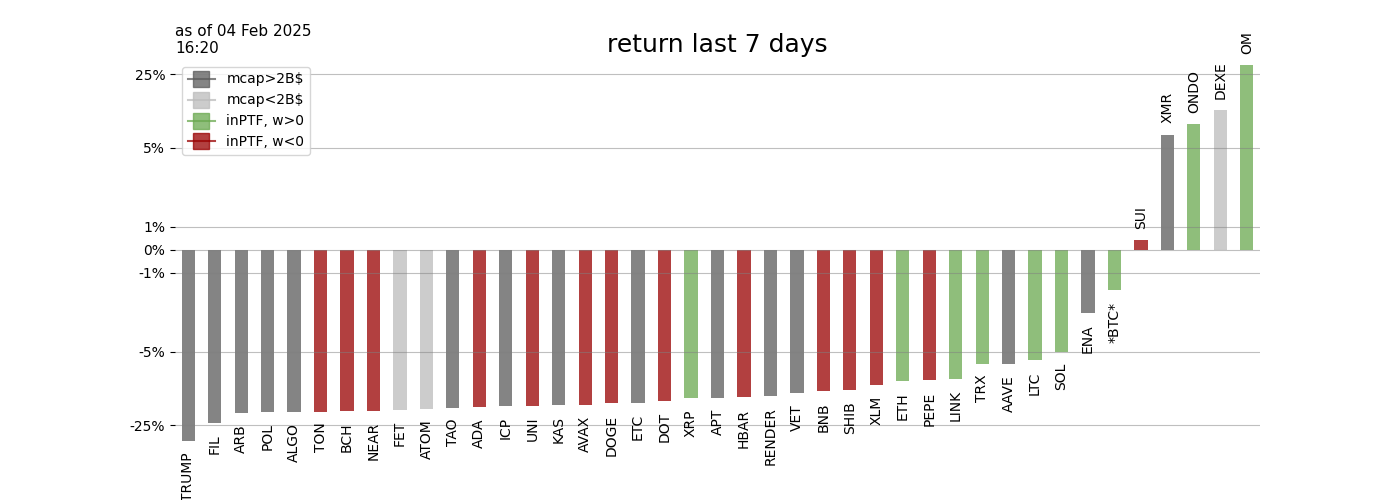 as of 04 Feb 2025
16:20
return last 7 days
mcap>2B$
mcap<2B$
inPTF, w>0
inPTF, w<0
25%
5%
1%
0%
-1%
-5%
-25%
TRUMP
FIL
ARB
POL
ALGO
TON
BCH
NEAR
FET
ATOM
TAO
ADA
ICP
UNI
KAS
AVAX
DOGE
ETC
DOT
XRP
APT
HBAR
RENDER
VET
BNB
SHIB
XLM
ETH
PEPE
LINK
TRX
AAVE
LTC
SOL
ENA
*BTC*
SUI
XMR
ONDO
DEXE
OM